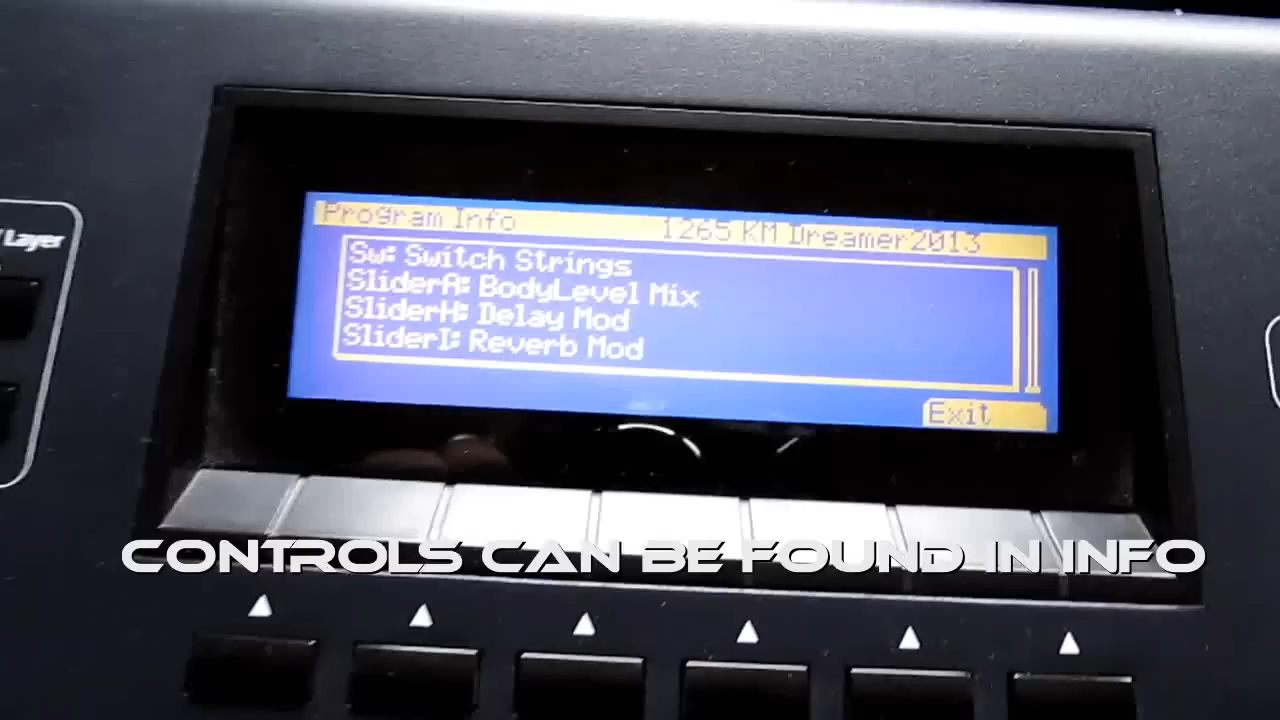 /Layer
Program Info 1265 KM Dreamer2013
Sw: Switch Strings
SliderA: BodyLevel Mix
SliderH: Delay Mod
SliderI: Reverb Mod
Exit
CONTROLS CAN BE FOUND IN INFO